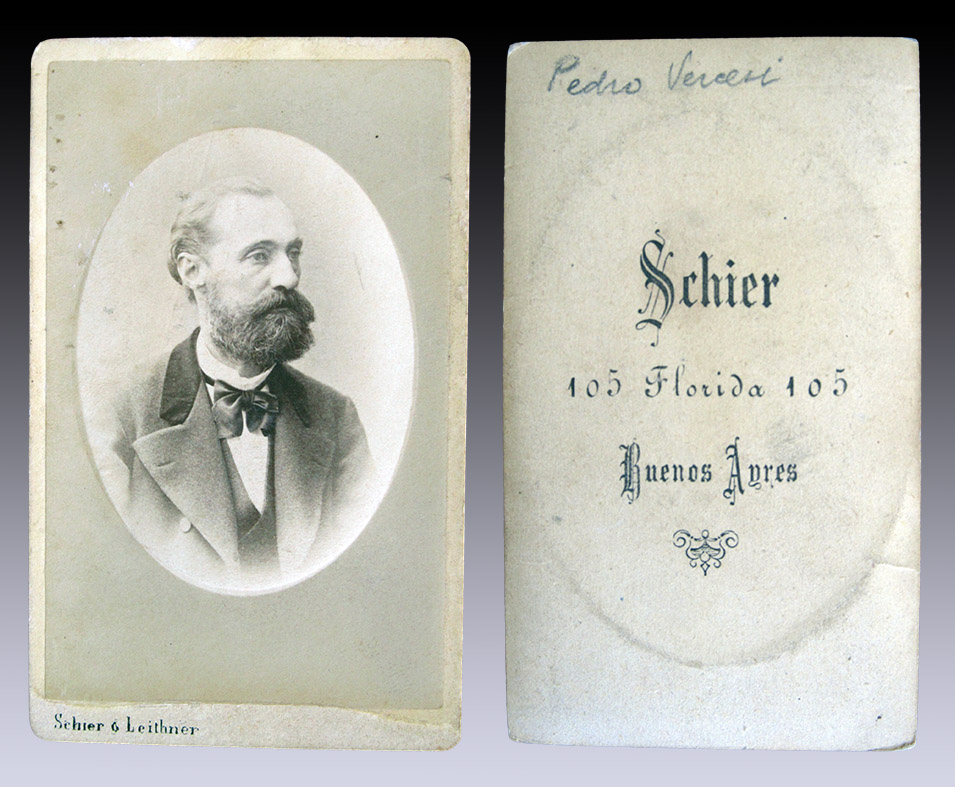 Schier ó Leithner
Pedro Vercesi
Schier
105 Florida 105
Buenos Ayres